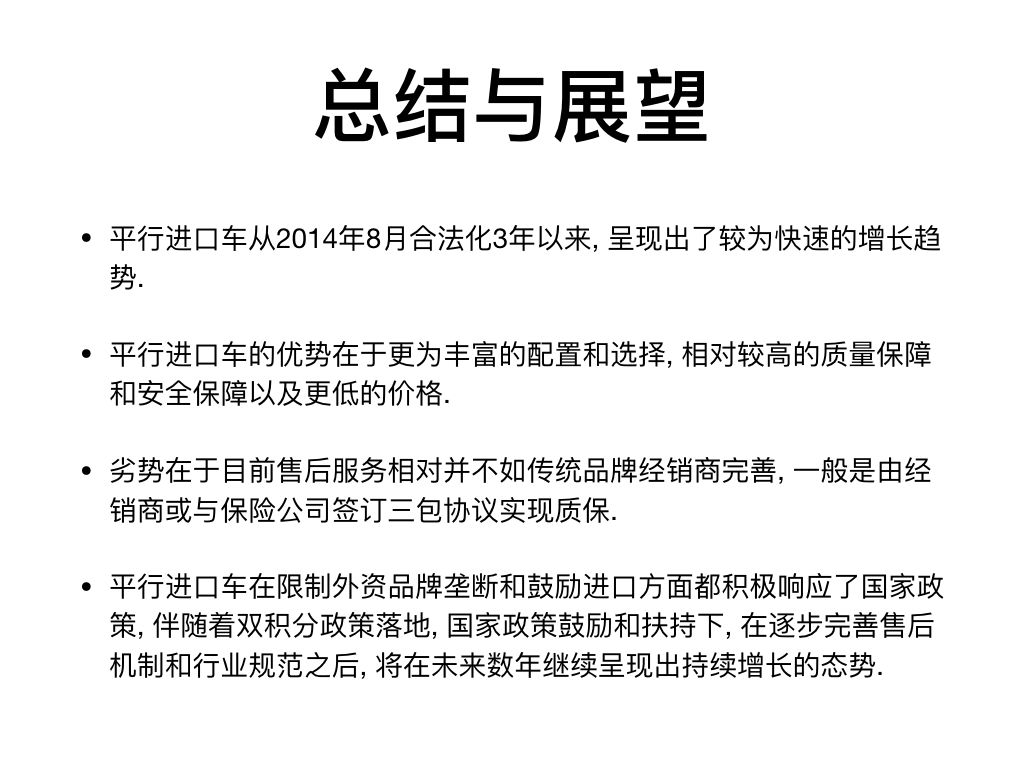 总结与展望
• 平行进口车从2014年8月合法化3年以来, 呈现出了较为快速的增长趋
势.
• 平行进口车的优势在于更为丰富的配置和选择, 相对较高的质量保障
和安全保障以及更低的价格.
• 劣势在于目前售后服务相对并不如传统品牌经销商完善, 一般是由经
销商或与保险公司签订三包协议实现质保.
• 平行进口车在限制外资品牌垄断和鼓励进口方面都积极响应了国家政
策, 伴随着双积分政策落地, 国家政策鼓励和扶持下, 在逐步完善售后
机制和行业规范之后, 将在未来数年继续呈现出持续增长的态势.